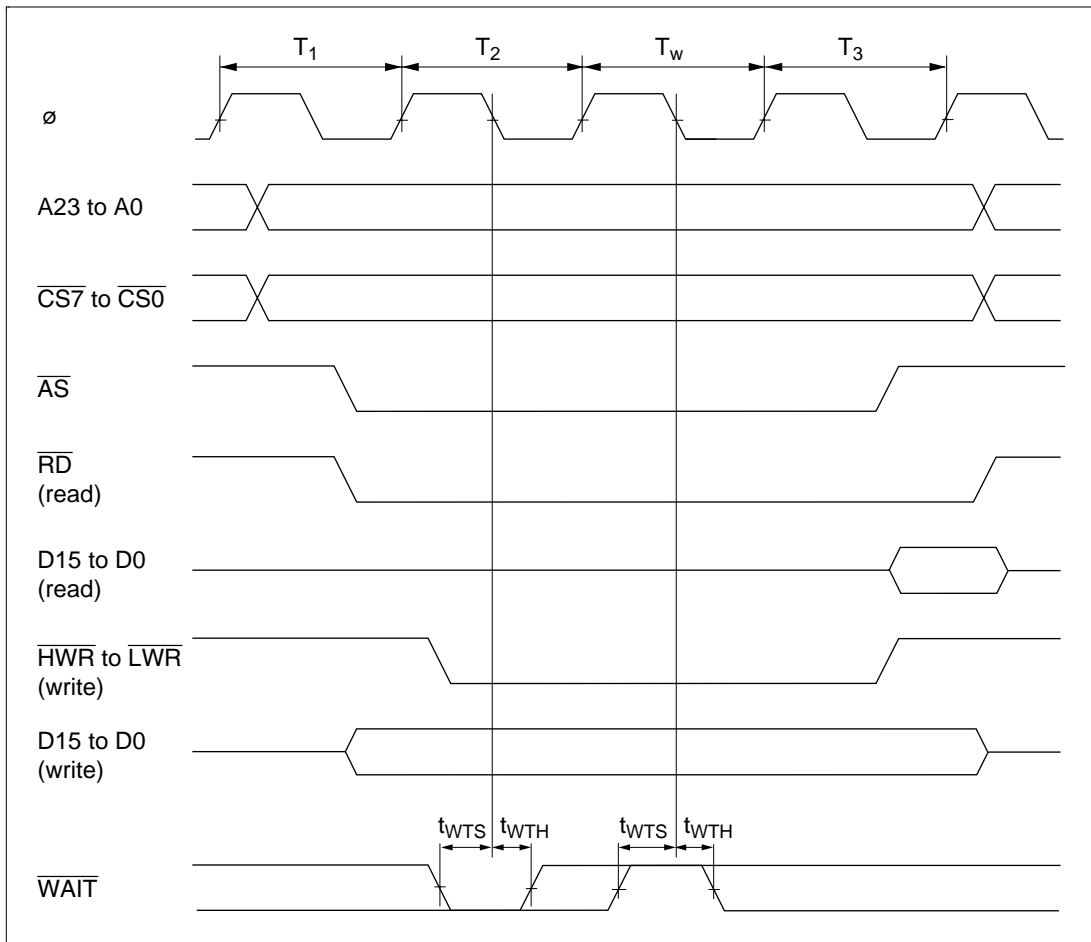 T1 T2 Tw T3
ø
A23 to A0
CS7 to CS0
AS
RD
(read)
D15 to D0
(read)
HWR to LWR
(write)
D15 to D0
(write)
tWTS tWTH tWTS tWTH
WAIT